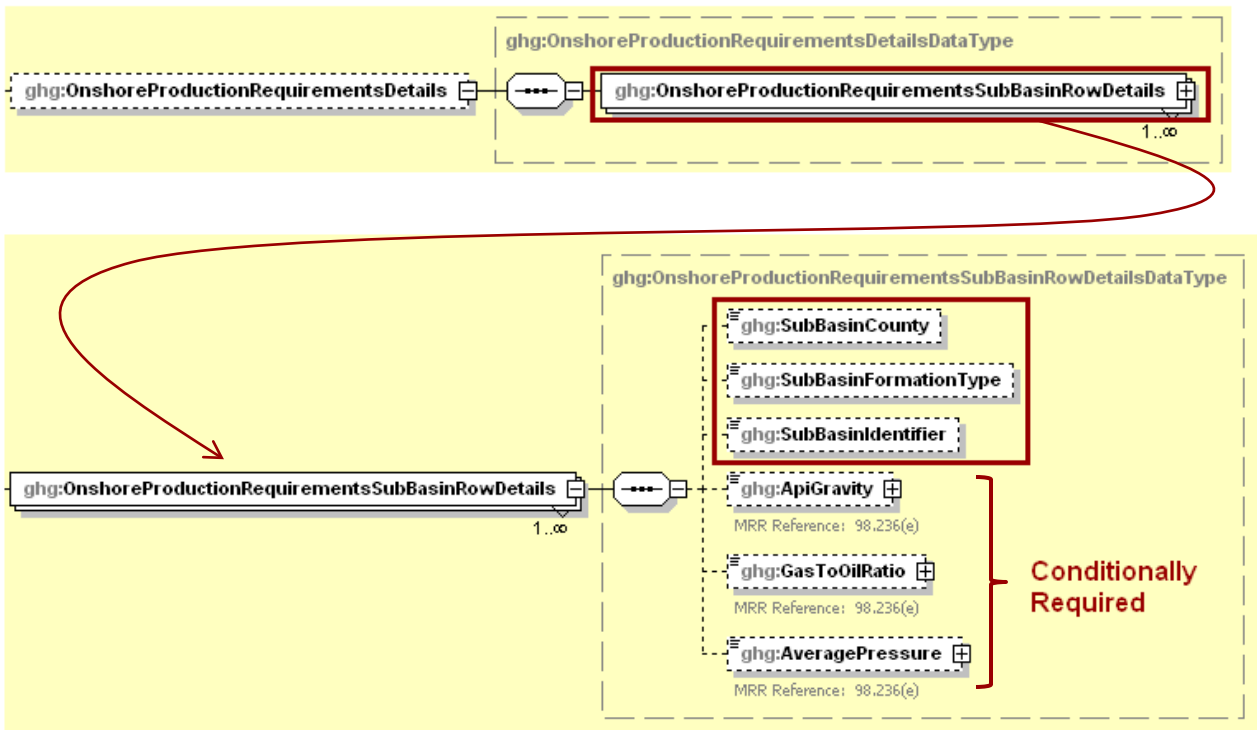 ghg:OnshoreProductionRequirementsDetailsDataType
ghg:OnshoreProductionRequirementsDetails
ghg:OnshoreProductionRequirementsSubBasinRowDetails
1..∞
ghg:OnshoreProductionRequirementsSubBasinRowDetailsDataType
ghg:SubBasinCounty
ghg:SubBasinFormationType
ghg:SubBasinIdentifier
ghg:OnshoreProductionRequirementsSubBasinRowDetails
1..∞
ghg:ApiGravity
MRR Reference: 98.236(e)
ghg:GasToOilRatio
MRR Reference: 98.236(e)
ghg:AveragePressure
MRR Reference: 98.236(e)
Conditionally
Required